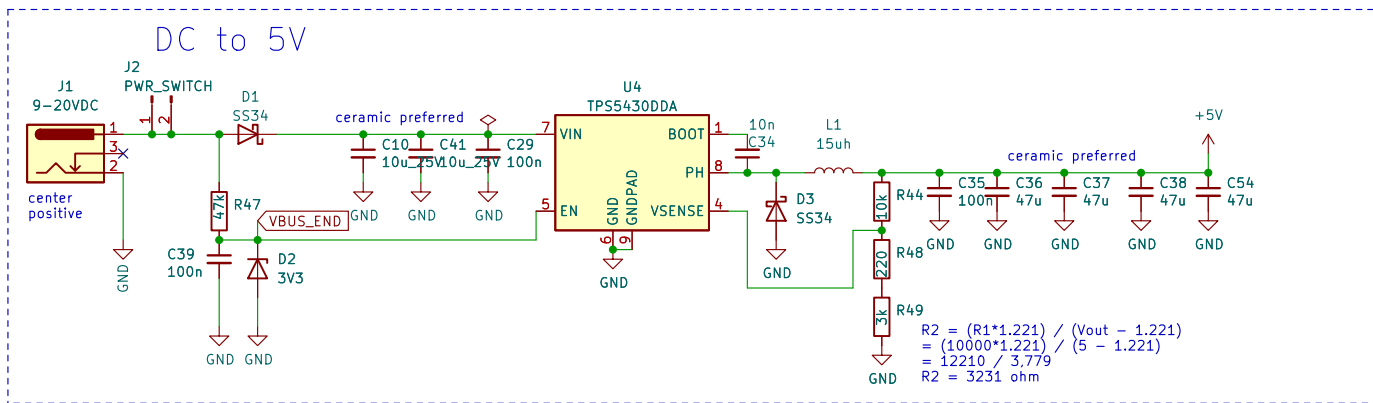 DC to 5V
J1
9-20VDC
1
3
2
center
positive
GND
J2
PWR_SWITCH
1
2
D1
SS34
47k
R47
VBUS_END
C39
100n
GND
D2
3V3
GND
ceramic preferred
C10
10u_25V
GND
C41
10u_25V
GND
C29
100n
GND
U4
TPS5430DDA
7
VIN
5
EN
BOOT
1
PH
8
VSENSE
4
GND
GNDPAD
6
9
GND
10n
C34
L1
15uh
D3
SS34
GND
10k
R44
220
R48
3k
R49
GND
ceramic preferred
C35
100n
GND
C36
47u
GND
C37
47u
GND
C38
47u
GND
C54
47u
GND
+5V
R2 = (R1*1.221) / (Vout - 1.221)
= (10000*1.221) / (5 - 1.221)
= 12210 / 3,779
R2 = 3231 ohm